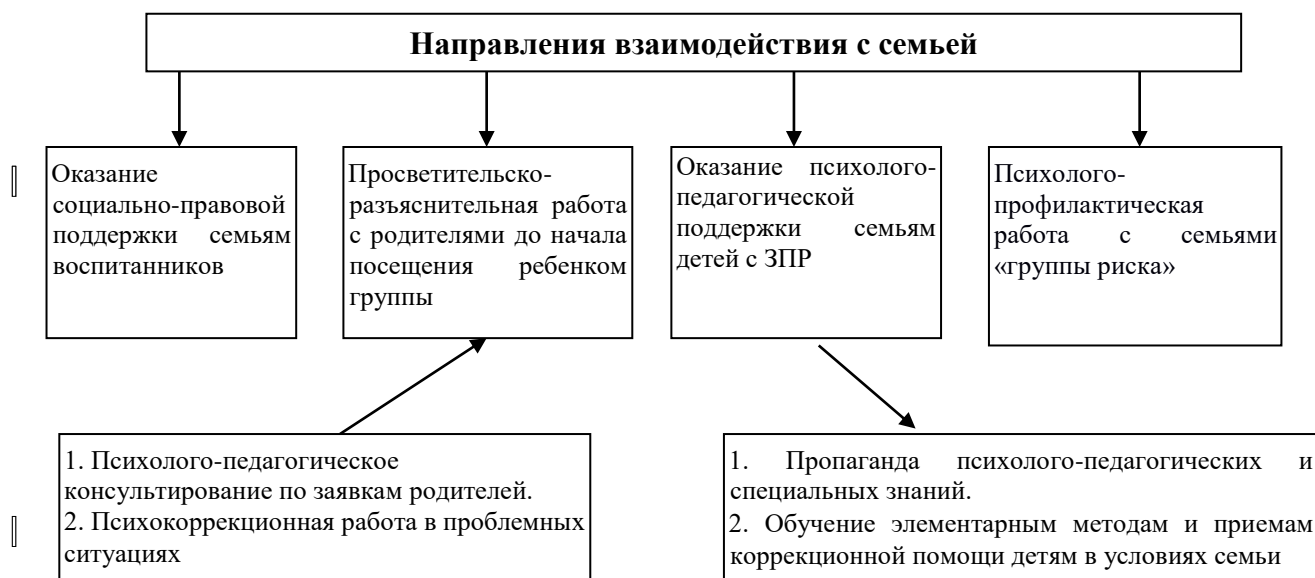 Направления взаимодействия с семьей
Оказание
социально-правовой
поддержки семьям
воспитанников
Просветительско-
разъяснительная работа
с родителями до начала
посещения ребенком
группы
Оказание психолого-
педагогической
поддержки семьям
детей с ЗПР
Психолого-
профилактическая
работа с семьями
«группы риска»
1. Психолого-педагогическое
консультирование по заявкам родителей.
2. Психокоррекционная работа в проблемных
ситуациях
1. Пропаганда психолого-педагогических и
специальных знаний.
2. Обучение элементарным методам и приемам
коррекционной помощи детям в условиях семьи